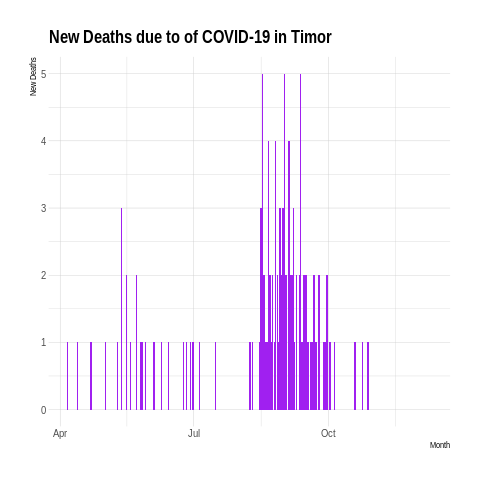 New Deaths due to of COVID-19 in Timor
New Deaths
5
4
3
2
1
0
Apr
Jul
Oct
Month